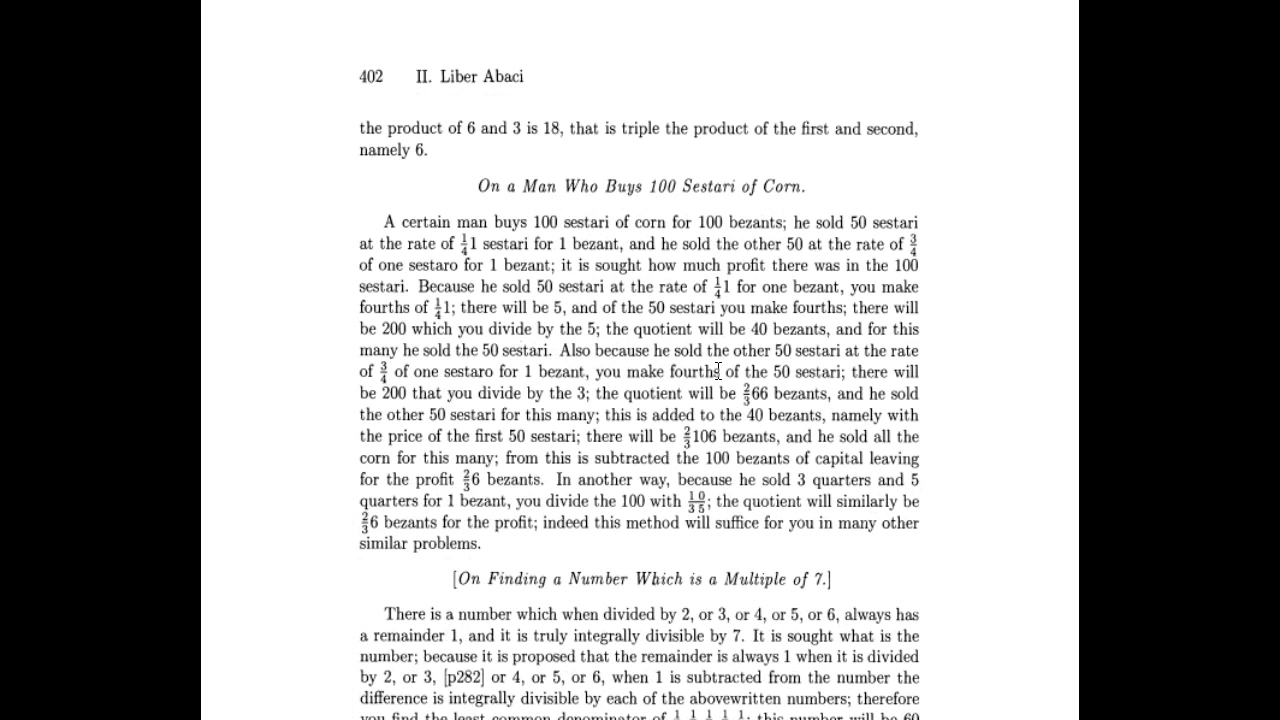 402 II. Liber Abaci
the product of 6 and 3 is 18, that is triple the product of the first and second,
namely 6.
On a Man Who Buys 100 Sestari of Corn.
A certain man buys 100 sestari of corn for 100 bezants; he sold 50 sestari
at the rate of 1/4 1 sestari for 1 bezant, and he sold the other 50 at the rate of 3/4
of one sestaro for 1 bezant; it is sought how much profit there was in the 100
sestari. Because he sold 50 sestari at the rate of 1/4 1 for one bezant, you make
fourths of 1/4 1; there will be 5, and of the 50 sestari you make fourths; there will
be 200 which you divide by the 5; the quotient will be 40 bezants, and for this
many he sold the 50 sestari. Also because he sold the other 50 sestari at the rate
of 3/4 of one sestaro for 1 bezant, you make fourths of the 50 sestari; there will
be 200 that you divide by the 3; the quotient will be 2/3 66 bezants, and he sold
the other 50 sestari for this many; this is added to the 40 bezants, namely with
the price of the first 50 sestari; there will be 2/3 106 bezants, and he sold all the
corn for this many; from this is subtracted the 100 bezants of capital leaving
for the profit 2/3 6 bezants. In another way, because he sold 3 quarters and 5
quarters for 1 bezant, you divide the 100 with 1 0/3 5; the quotient will similarly be
2/3 6 bezants for the profit; indeed this method will suffice for you in many other
similar problems.
[On Finding a Number Which is a Multiple of 7.]
There is a number which when divided by 2, or 3, or 4, or 5, or 6, always has
a remainder 1, and it is truly integrally divisible by 7. It is sought what is the
number; because it is proposed that the remainder is always 1 when it is divided
by 2, or 3, [p282] or 4, or 5, or 6, when 1 is subtracted from the number the
difference is integrally divisible by each of the abovewritten numbers; therefore
you find the least common denominator of this number will be 60